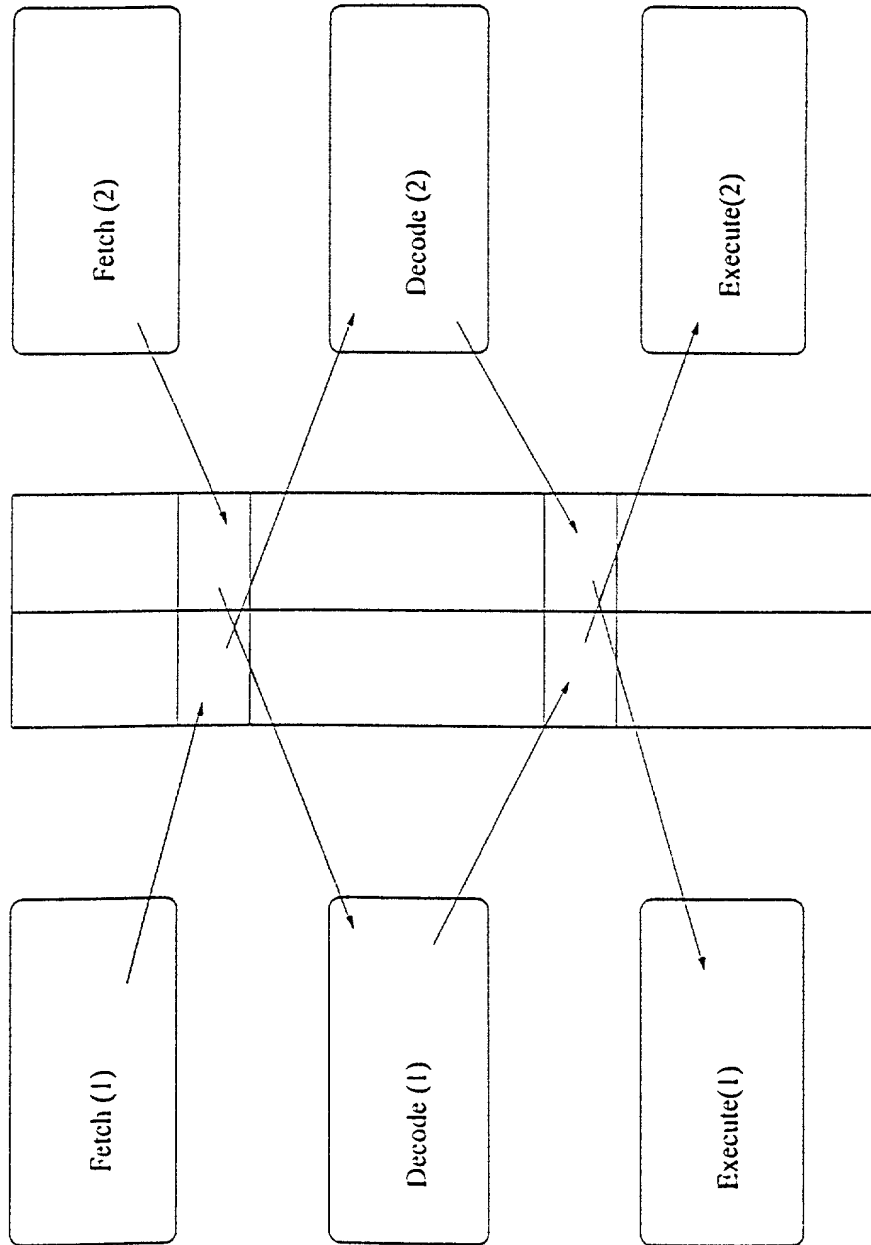 Fetch (1)
Fetch (2)
Decode (1)
Decode (2)
Execute(1)
Execute(2)